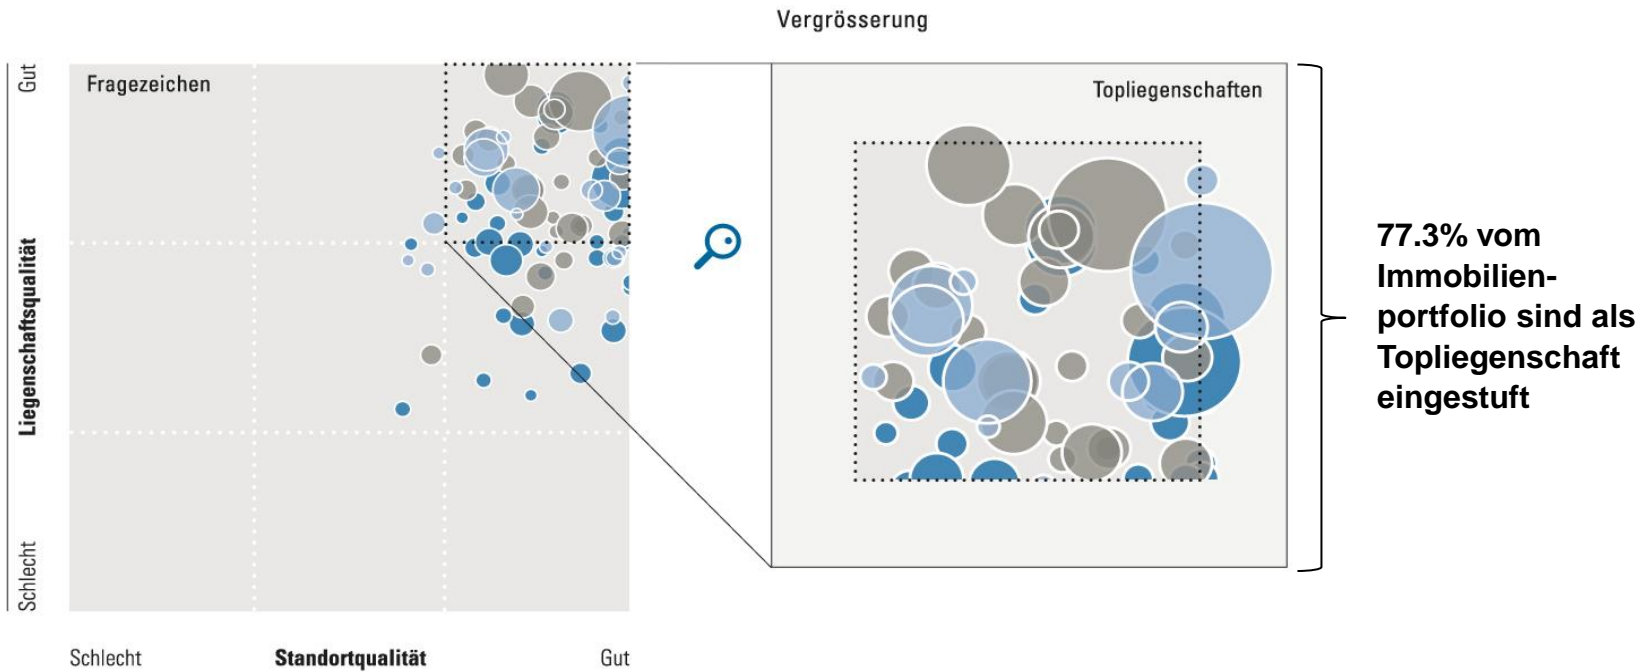 Vergrösserung
Gut
Fragezeichen
Topliegenschaften
Liegenschaftsqualität
Schlecht
77.3% vom
Immobilien-
portfolio sind als
Topliegenschaft
eingestuft
Schlecht
Standortqualität
Gut